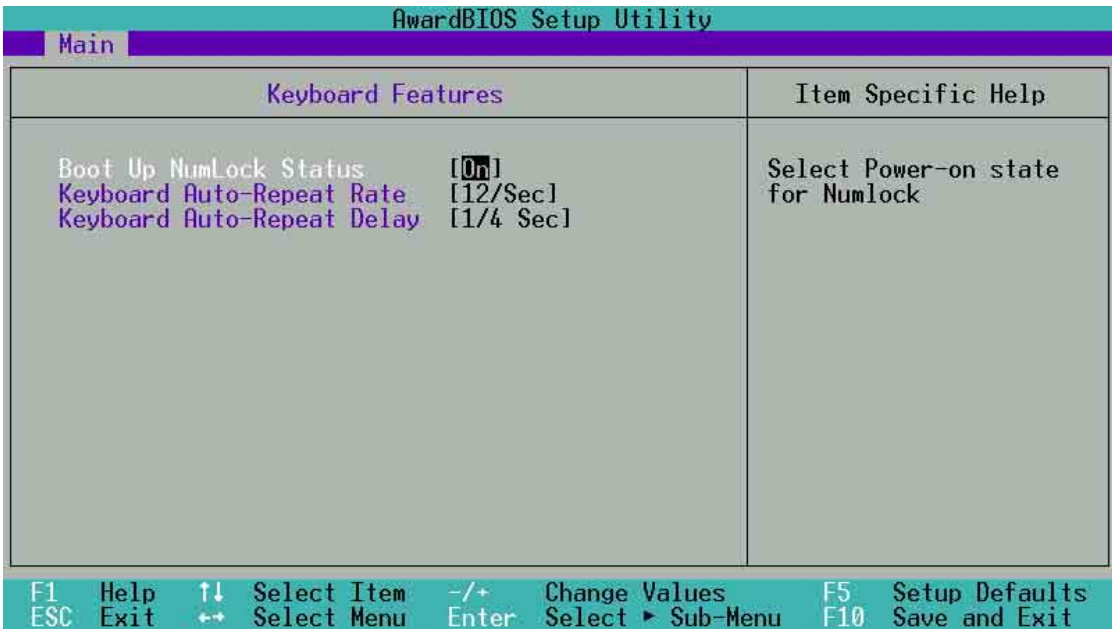 AwardBIOS Setup Utility
Main
Keyboard Features
Item Specific Help
Boot Up NumLock Status [On]
Keyboard Auto-Repeat Rate [12/Sec]
Keyboard Auto-Repeat Delay [1/4 Sec]
Select Power-on state
for Numlock
F1 Help ↑↓ Select Item -/+ Change Values F5 Setup Defaults
ESC Exit ←→ Select Menu Enter Select ► Sub-Menu F10 Save and Exit